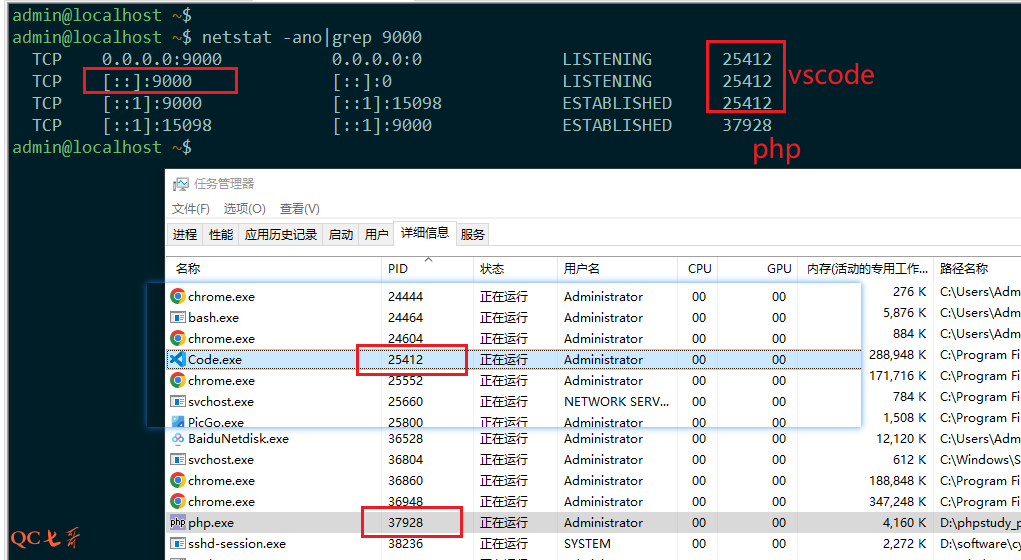 admin@localhost ~$
admin@localhost ~$ netstat -ano|grep 9000
TCP 0.0.0.0:9000 0.0.0.0:0 LISTENING 25412
TCP [::]:9000 [::]:0 LISTENING 25412
vscode
TCP [::1]:9000 [::1]:15098 ESTABLISHED 25412
TCP [::1]:15098 [::1]:9000 ESTABLISHED 37928
admin@localhost ~$
php
任务管理器
文件(F) 选项(O) 查看(V)
进程 性能 应用历史记录 启动 用户 详细信息 服务
名称 PID 状态 用户名 CPU GPU 内存(活动的专用工作... 路径名称
chrome.exe 24444 正在运行 Administrator 00 00 276 K C:\Users\Adm
bash.exe 24464 正在运行 Administrator 00 00 5,876 K C:\Users\Adm
chrome.exe 24604 正在运行 Administrator 00 00 884 K C:\Users\Adm
Code.exe 25412 正在运行 Administrator 00 00 288,948 K C:\Program Fi
chrome.exe 25552 正在运行 Administrator 00 00 171,716 K C:\Program Fi
svchost.exe 25660 正在运行 NETWORK SERV... 00 00 784 K C:\Program Fi
PicGo.exe 25800 正在运行 Administrator 00 00 1,508 K C:\Program Fi
BaiduNetdisk.exe 36528 正在运行 Administrator 00 00 12,120 K C:\Users\Adm
svchost.exe 36804 正在运行 Administrator 00 00 612 K C:\Windows\S
chrome.exe 36860 正在运行 Administrator 00 00 188,848 K C:\Program Fi
chrome.exe 36948 正在运行 Administrator 00 00 347,248 K C:\Program Fi
php php.exe 37928 正在运行 Administrator 00 00 4,160 K D:\phpstudy_p
sshd-session.exe 38236 正在运行 SYSTEM 00 00 2,272 K D:\software\cy
QC七哥